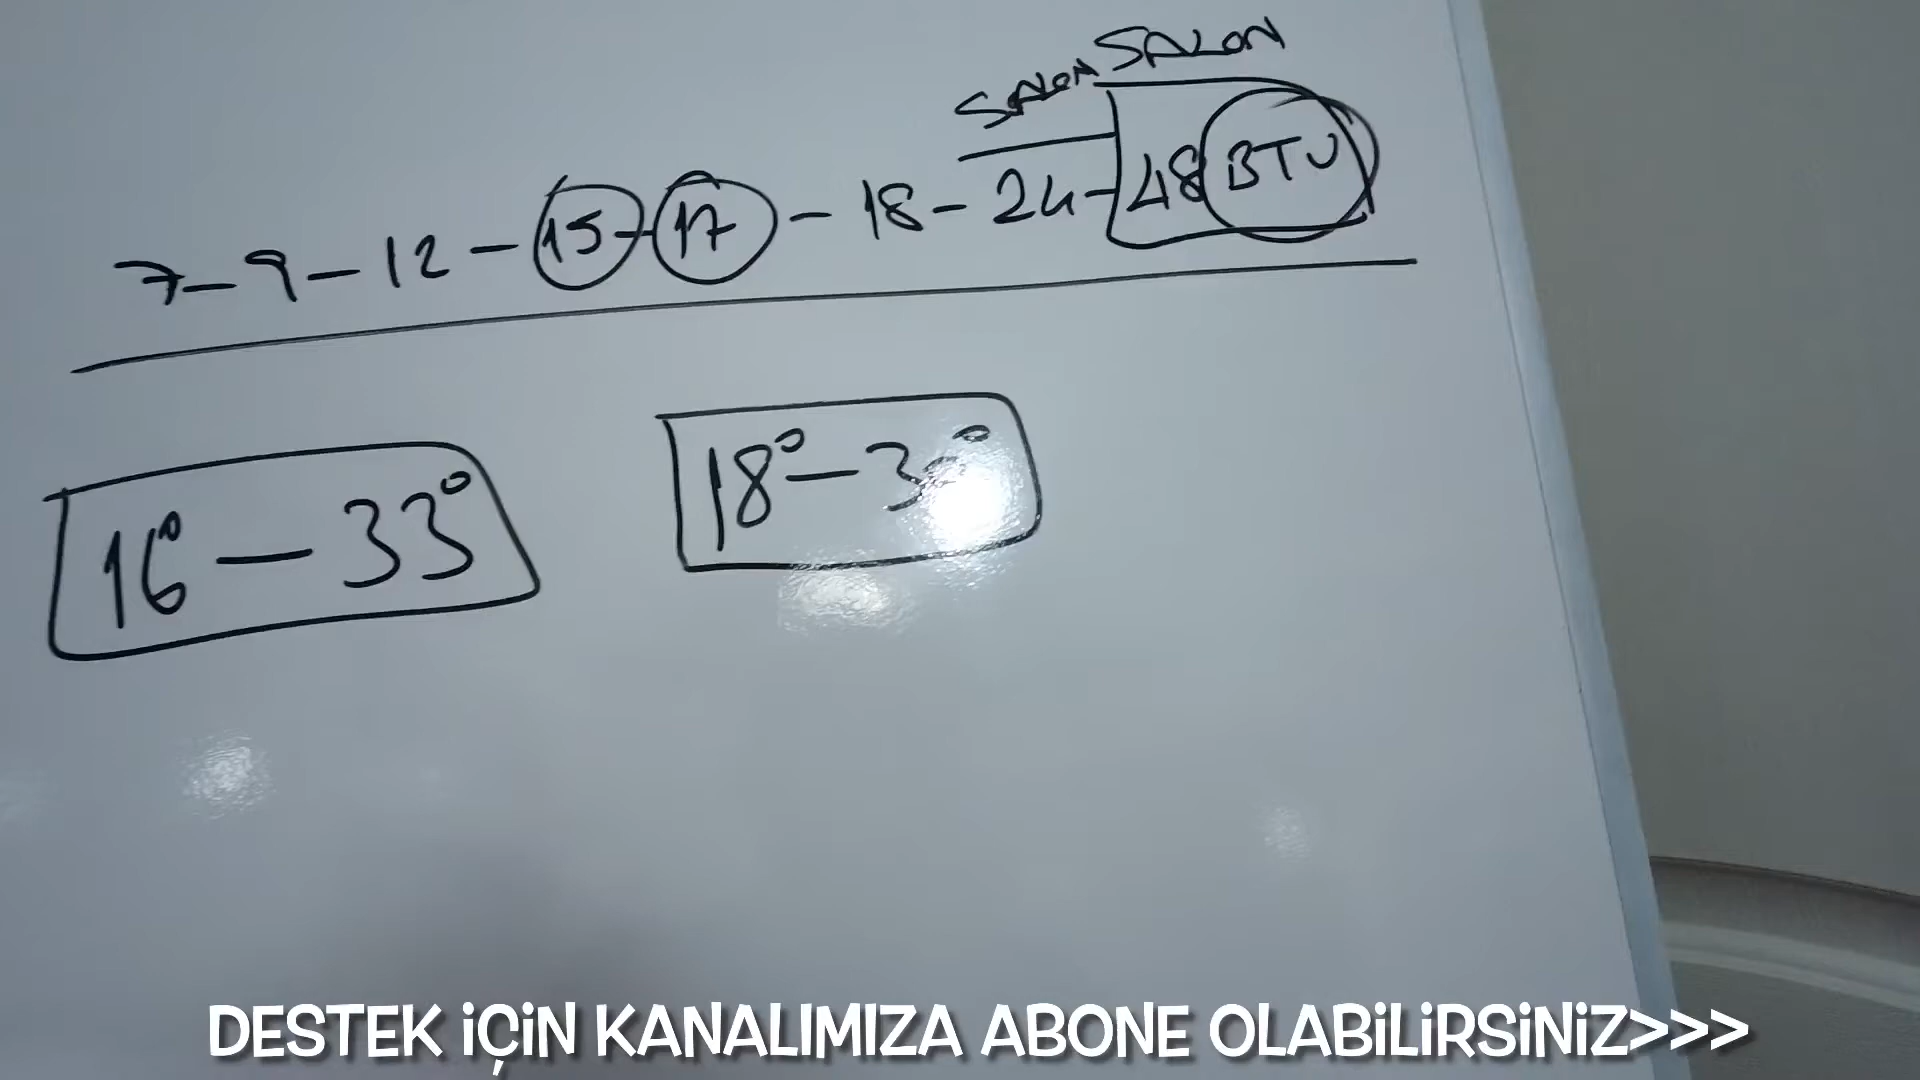 SALON SALON
7-9-12-15-17-18-24-48 BTU
16°-33°
18°-30°
DESTEK İÇİN KANALIMIZA ABONE OLABİLİRSİNİZ>>>